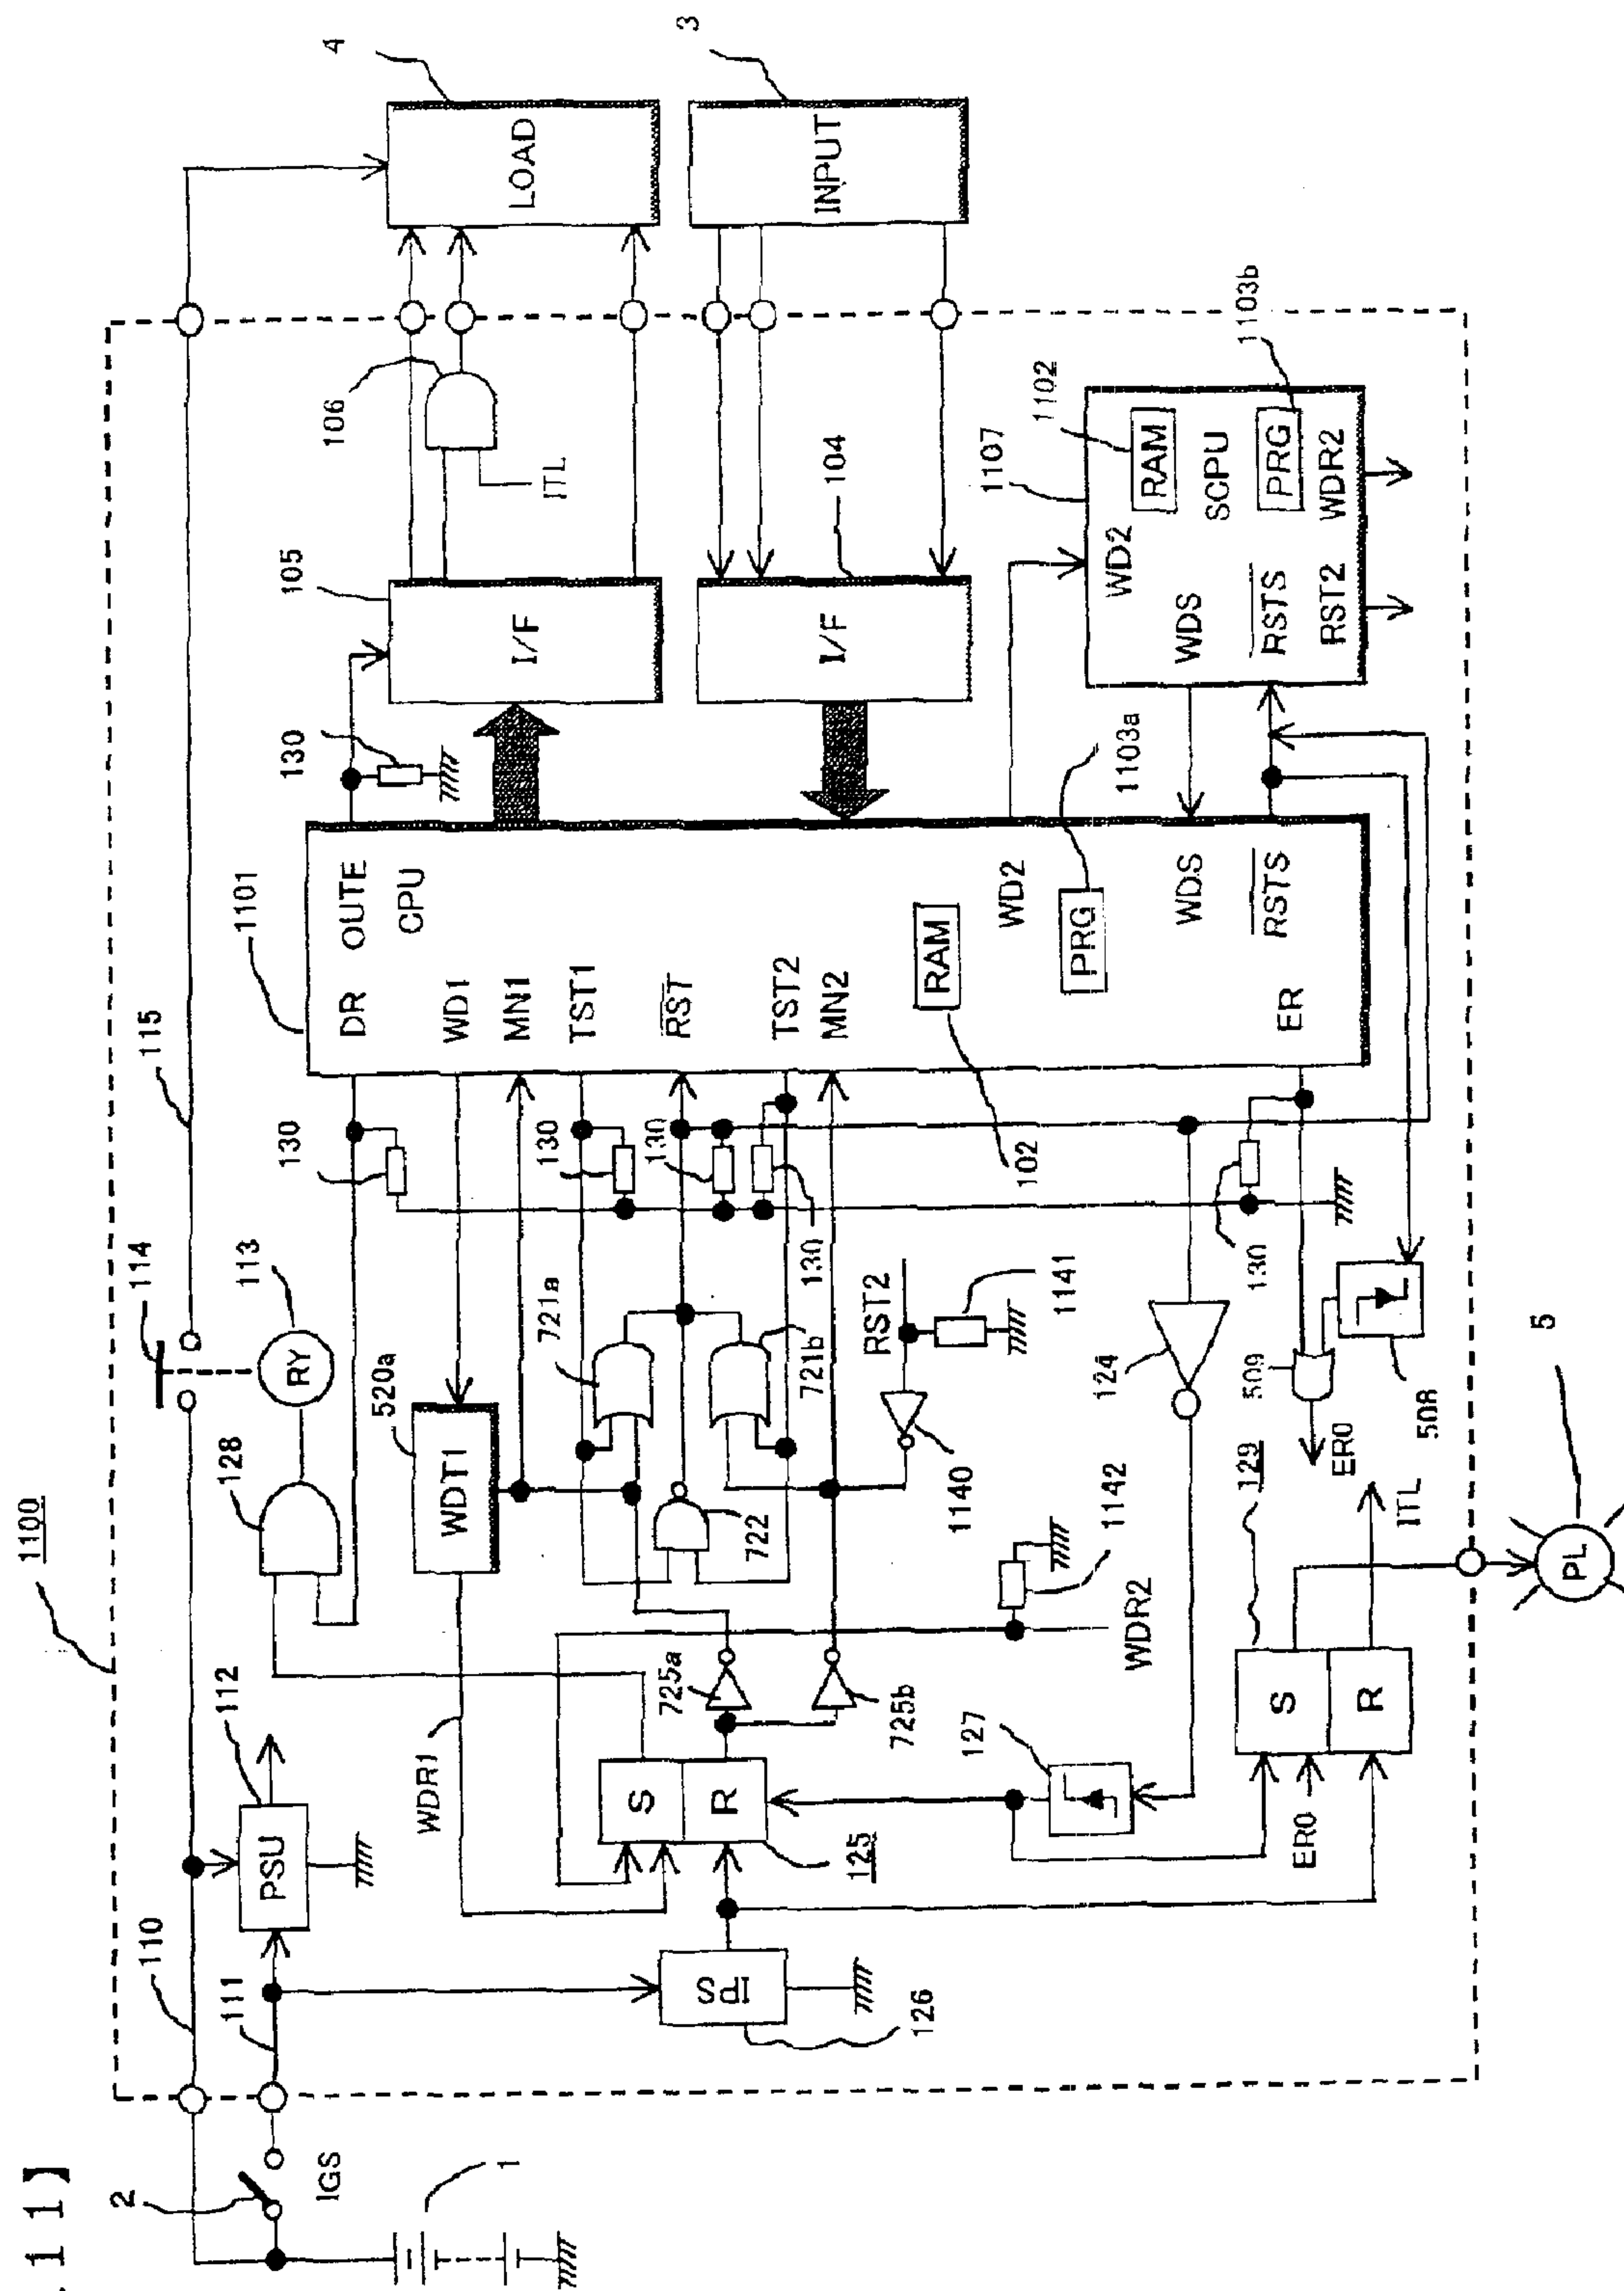 . 1 1 】
1100
2
IGS
1
110
111
112
PSU
115
114
113
RY
128
130
DR
OUTE
CPU
1101
130
105
I/F
106
ITL
4
LOAD
3
INPUT
104
I/F
WDR1
520a
WDT1
WD1
MN1
TST1
RST
TST2
MN2
721a
130
130
130
721b
722
725a
725b
S
R
125
IPS
126
RST2
1141
1140
1142
WDR2
102
RAM
WD2
PRG
1103a
WDS
RSTS
ER
1107
1102
1103b
WD2
RAM
SCPU
WDS
PRG
RSTS
RST2
WDR2
124
127
130
509
ER0
508
129
S
R
ER0
ITL
5
PL